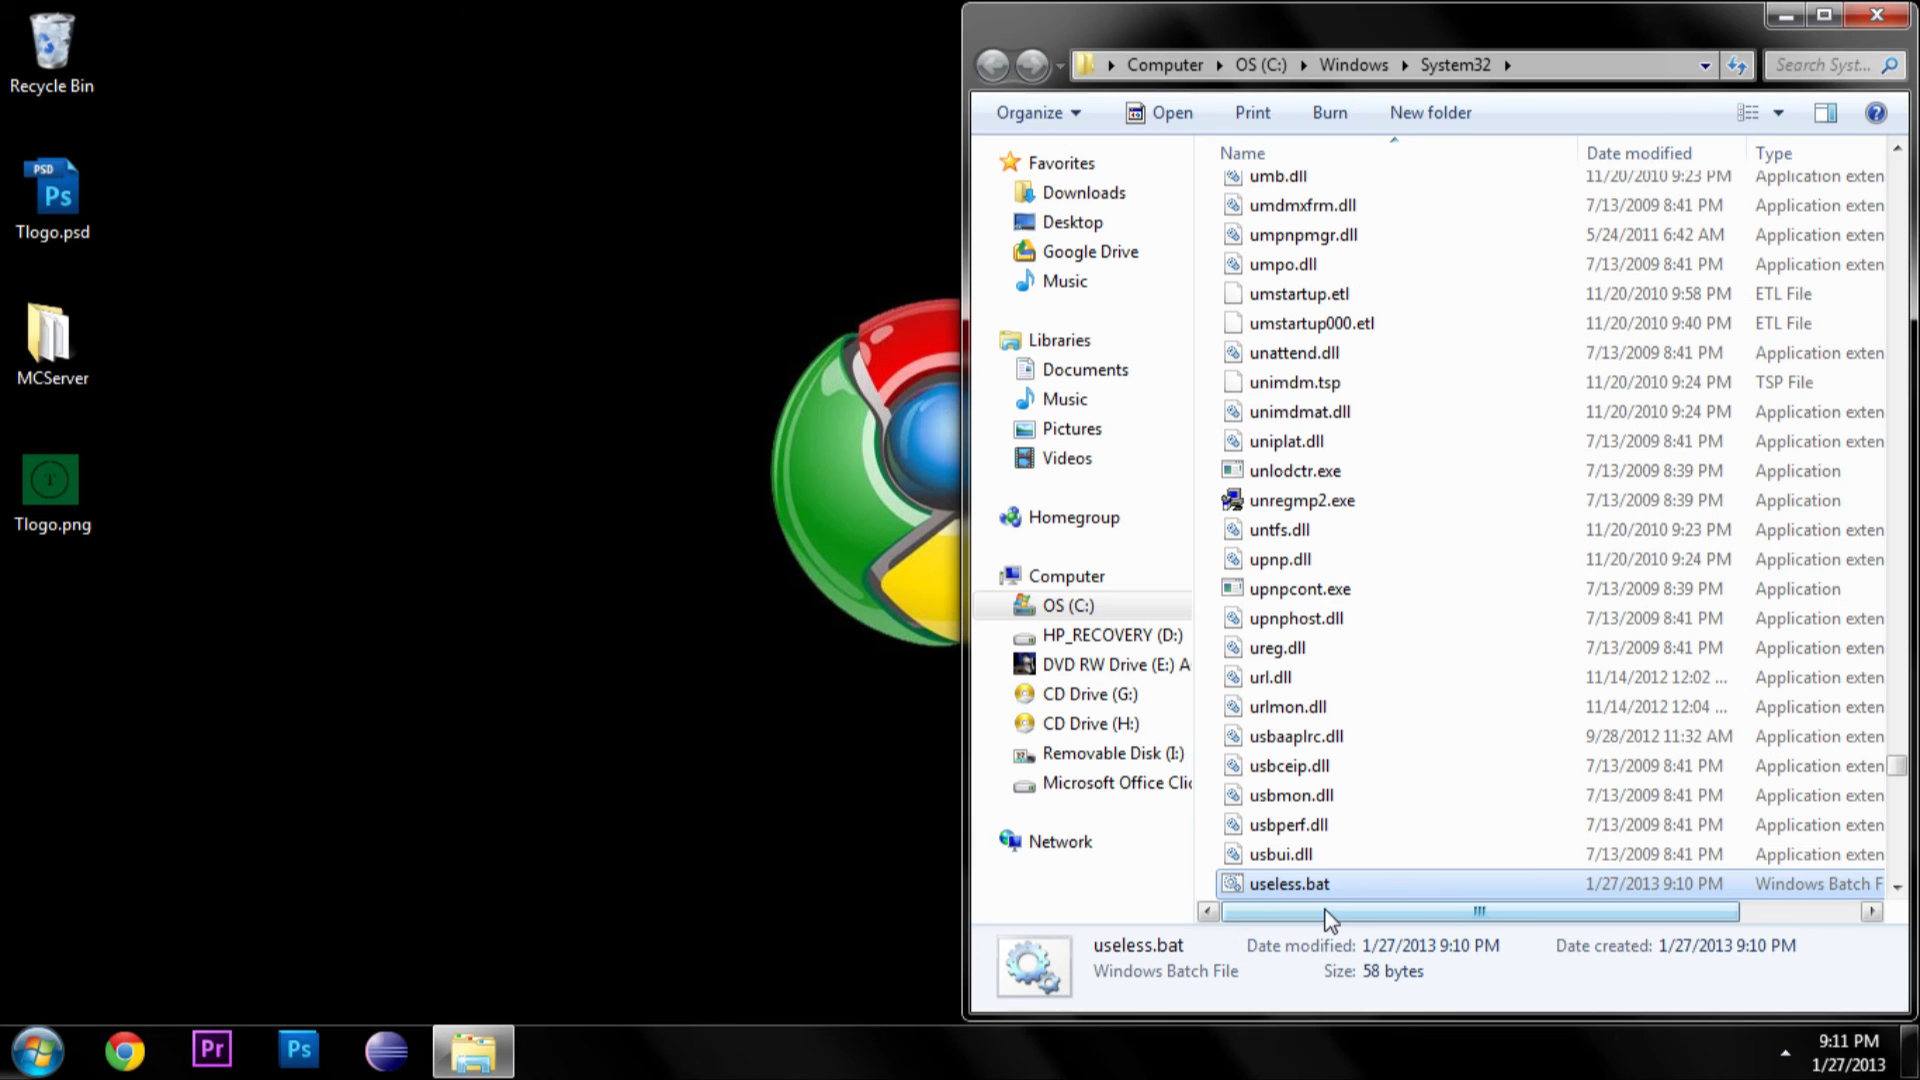 Recycle Bin
PSD
Ps
Tlogo.psd
MCServer
T
Tlogo.png
Computer OS (C:) Windows System32
Search Syst...
Organize Open Print Burn New folder
Favorites
Downloads
Desktop
Google Drive
Music
Libraries
Documents
Music
Pictures
Videos
Homegroup
Computer
OS (C:)
HP_RECOVERY (D:)
DVD RW Drive (E:) A
CD Drive (G:)
CD Drive (H:)
Removable Disk (I:)
Microsoft Office Clic
Network
Name Date modified Type
umb.dll 11/20/2010 9:23 PM Application exten
umdmxfrm.dll 7/13/2009 8:41 PM Application exten
umpnpmgr.dll 5/24/2011 6:42 AM Application exten
umpo.dll 7/13/2009 8:41 PM Application exten
umstartup.etl 11/20/2010 9:58 PM ETL File
umstartup000.etl 11/20/2010 9:40 PM ETL File
unattend.dll 7/13/2009 8:41 PM Application exten
unimdm.tsp 11/20/2010 9:24 PM TSP File
unimdmat.dll 11/20/2010 9:24 PM Application exten
uniplat.dll 7/13/2009 8:41 PM Application exten
unlodctr.exe 7/13/2009 8:39 PM Application
unregmp2.exe 7/13/2009 8:39 PM Application
untfs.dll 11/20/2010 9:23 PM Application exten
upnp.dll 11/20/2010 9:24 PM Application exten
upnpcont.exe 7/13/2009 8:39 PM Application
upnphost.dll 7/13/2009 8:41 PM Application exten
ureg.dll 7/13/2009 8:41 PM Application exten
url.dll 11/14/2012 12:02 ... Application exten
urlmon.dll 11/14/2012 12:04 ... Application exten
usbaaplrc.dll 9/28/2012 11:32 AM Application exten
usbceip.dll 7/13/2009 8:41 PM Application exten
usbmon.dll 7/13/2009 8:41 PM Application exten
usbperf.dll 7/13/2009 8:41 PM Application exten
usbui.dll 7/13/2009 8:41 PM Application exten
useless.bat 1/27/2013 9:10 PM Windows Batch F
useless.bat Date modified: 1/27/2013 9:10 PM Date created: 1/27/2013 9:10 PM
Windows Batch File Size: 58 bytes
Pr
Ps
9:11 PM
1/27/2013